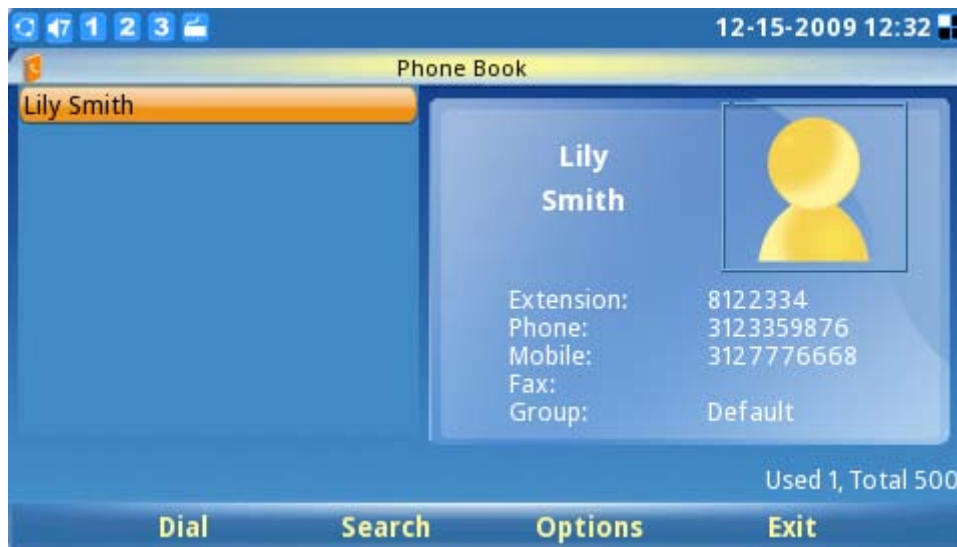 7 1 2 3 12-15-2009 12:32
Phone Book
Lily Smith
Lily
Smith
Extension: 8122334
Phone: 3123359876
Mobile: 3127776668
Fax:
Group: Default
Used 1, Total 500
Dial Search Options Exit